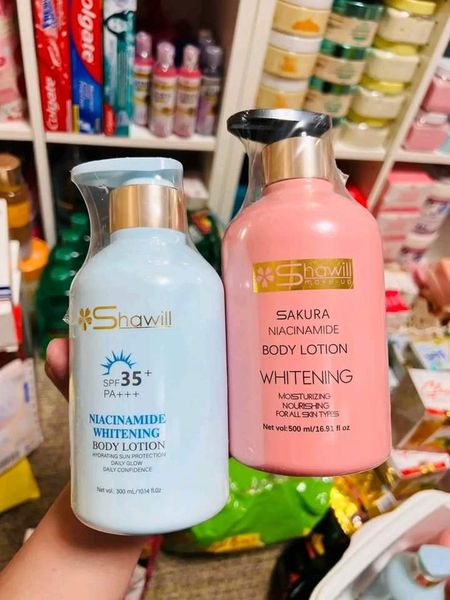 Colgate
Colgate
Shawill
SPF35+
PA+++
NIACINAMIDE
WHITENING
BODY LOTION
HYDRATING SUN PROTECTION
DAILY GLOW
DAILY CONFIDENCE
Net vol: 300 ml/10.14 fl.oz
Shawill
make-up
SAKURA
NIACINAMIDE
BODY LOTION
WHITENING
MOISTURIZING
NOURISHING
FOR ALL SKIN TYPES
Net vol:500 ml/16.91 fl oz